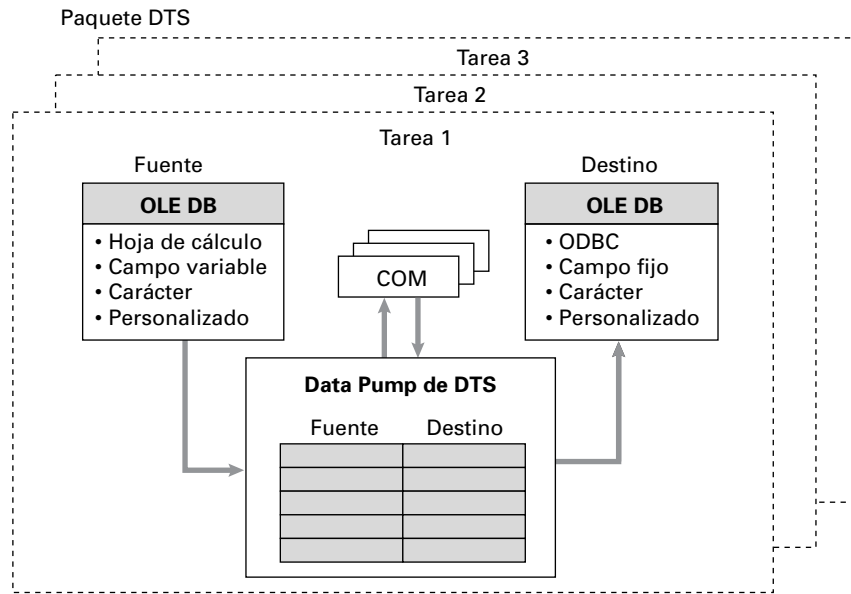 Paquete DTS
Tarea 3
Tarea 2
Tarea 1
Fuente
OLE DB
• Hoja de cálculo
• Campo variable
• Carácter
• Personalizado
COM
Destino
OLE DB
• ODBC
• Campo fijo
• Carácter
• Personalizado
Data Pump de DTS
Fuente Destino